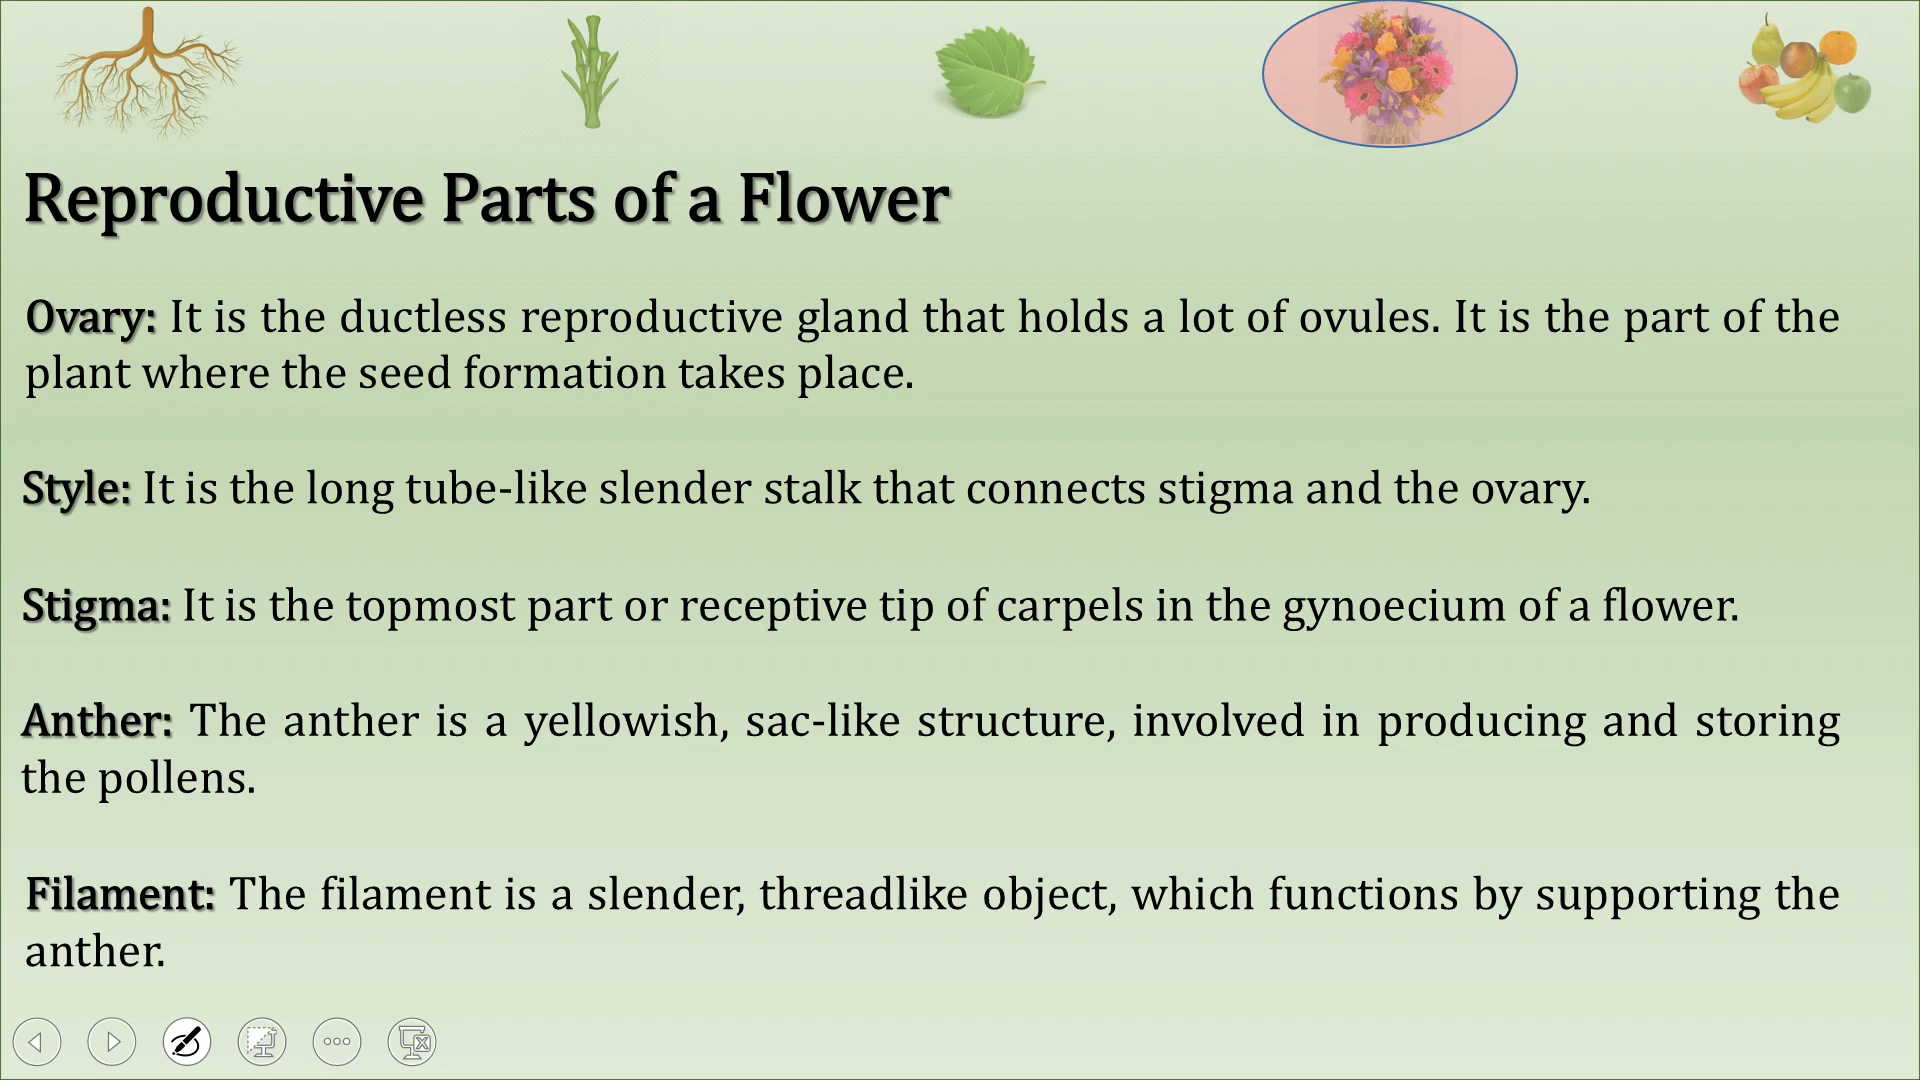 Reproductive Parts of a Flower
Ovary: It is the ductless reproductive gland that holds a lot of ovules. It is the part of the
plant where the seed formation takes place.
Style: It is the long tube-like slender stalk that connects stigma and the ovary.
Stigma: It is the topmost part or receptive tip of carpels in the gynoecium of a flower.
Anther: The anther is a yellowish, sac-like structure, involved in producing and storing
the pollens.
Filament: The filament is a slender, threadlike object, which functions by supporting the
anther.